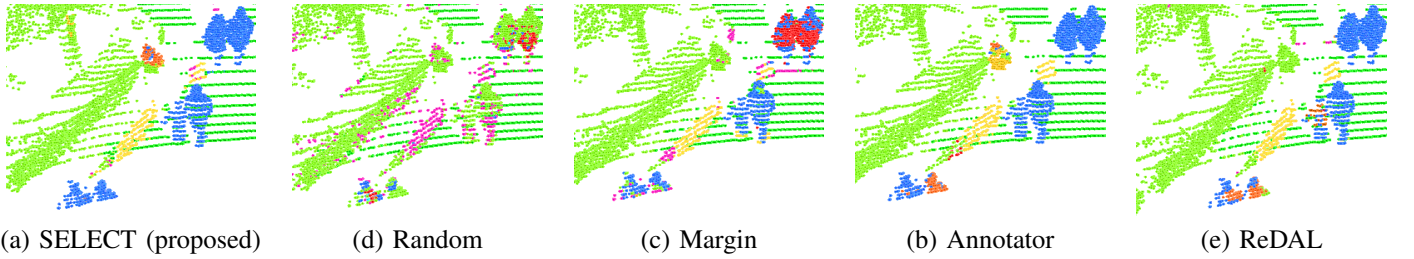 (a) SELECT (proposed)
(d) Random
(c) Margin
(b) Annotator
(e) ReDAL